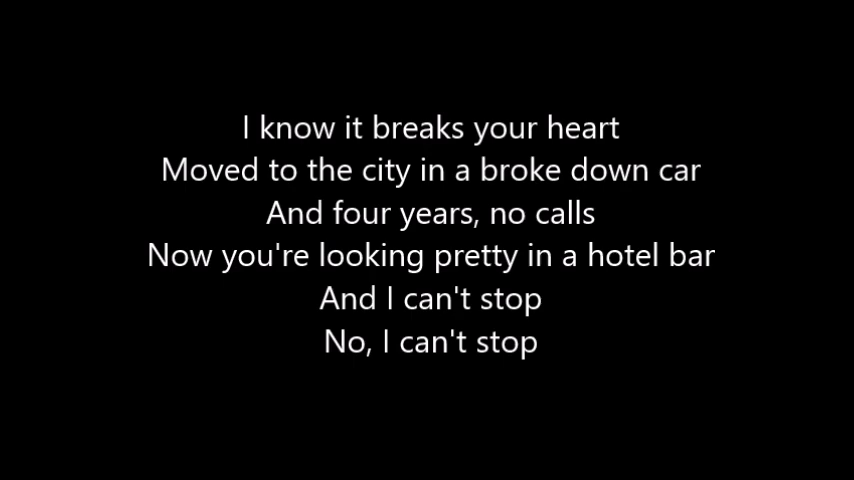 I know it breaks your heart
Moved to the city in a broke down car
And four years, no calls
Now you're looking pretty in a hotel bar
And I can't stop
No, I can't stop